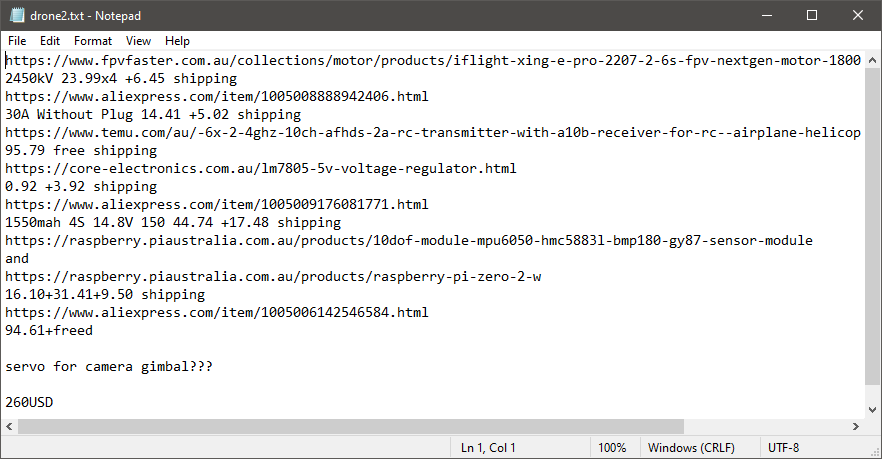 drone2.txt - Notepad
File Edit Format View Help
https://www.fpvfaster.com.au/collections/motor/products/iflight-xing-e-pro-2207-2-6s-fpv-nextgen-motor-1800
2450kV 23.99x4 +6.45 shipping
https://www.aliexpress.com/item/1005008888942406.html
30A Without Plug 14.41 +5.02 shipping
https://www.temu.com/au/-6x-2-4ghz-10ch-afhds-2a-rc-transmitter-with-a10b-receiver-for-rc--airplane-helicop
95.79 free shipping
https://core-electronics.com.au/lm7805-5v-voltage-regulator.html
0.92 +3.92 shipping
https://www.aliexpress.com/item/1005009176081771.html
1550mah 4S 14.8V 150 44.74 +17.48 shipping
https://raspberry.piaustralia.com.au/products/10dof-module-mpu6050-hmc5883l-bmp180-gy87-sensor-module
and
https://raspberry.piaustralia.com.au/products/raspberry-pi-zero-2-w
16.10+31.41+9.50 shipping
https://www.aliexpress.com/item/1005006142546584.html
94.61+freed
servo for camera gimbal???
260USD
Ln 1, Col 1 100% Windows (CRLF) UTF-8